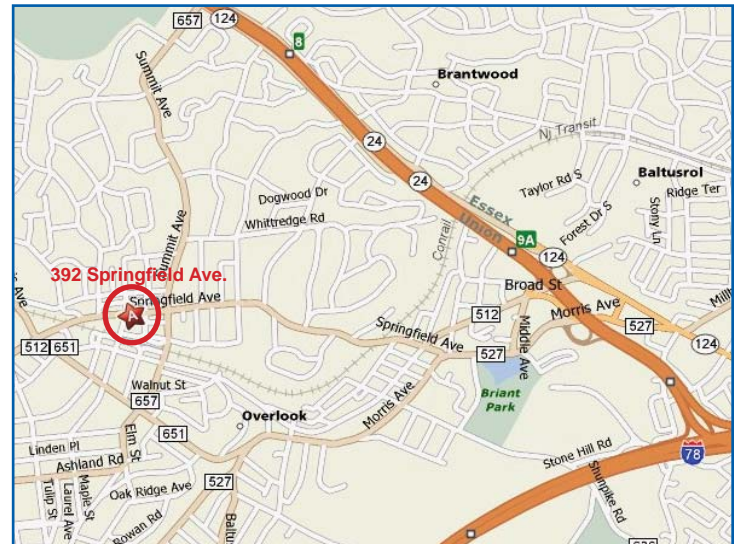 657
124
8
Brantwood
Summit Ave
24
Nj Transit
24
Taylor Rd S
Baltusrol
Ridge Ter
Dogwood Dr
Essex
Union
Forest Dr S
Stony Ln
Whittredge Rd
Conrail
9A
Summit Ave
124
392 Springfield Ave.
Broad St
Springfield Ave
A
512
Morris Ave
Springfield Ave
Middle Ave
527
512
651
527
124
Walnut St
Briant
Park
657
Morris Ave
Overlook
651
Elm St
78
Linden Pl
Stone Hill Rd
Ashland Rd
Shunpike Rd
527
Oak Ridge Ave
Tulip St
Laurel Ave
Maple St
Rowan Rd